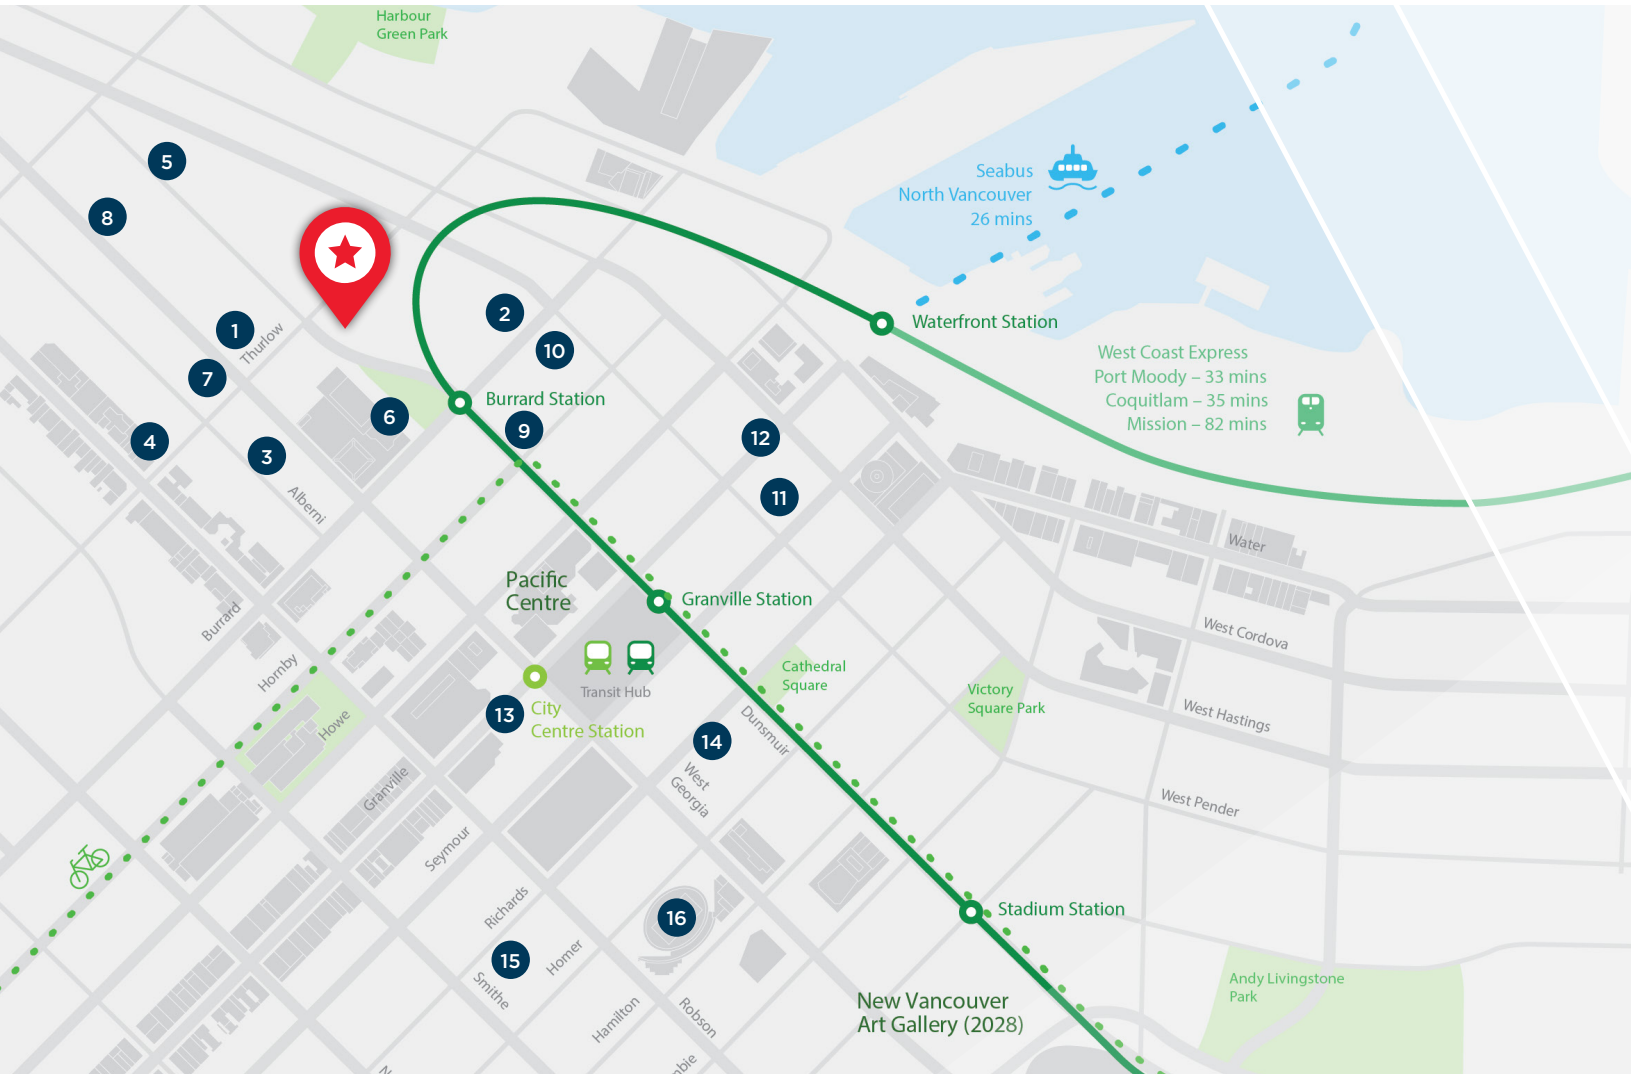 Harbour
Green Park
5
8
Seabus
North Vancouver
26 mins
1
Thurlow
2
10
Waterfront Station
7
West Coast Express
Port Moody – 33 mins
Coquitlam – 35 mins
Mission – 82 mins
Burrard Station
6
9
4
3
12
11
Alberni
Water
Pacific
Centre
Granville Station
Burrard
West Cordova
Hornby
Transit Hub
Cathedral
Square
Victory
Square Park
13
City
Centre Station
Howe
14
Dunsmuir
West Hastings
West
Georgia
Granville
West Pender
Seymour
Richards
16
Stadium Station
15
Homer
Smithe
Andy Livingstone
Park
New Vancouver
Art Gallery (2028)
Hamilton
Robson